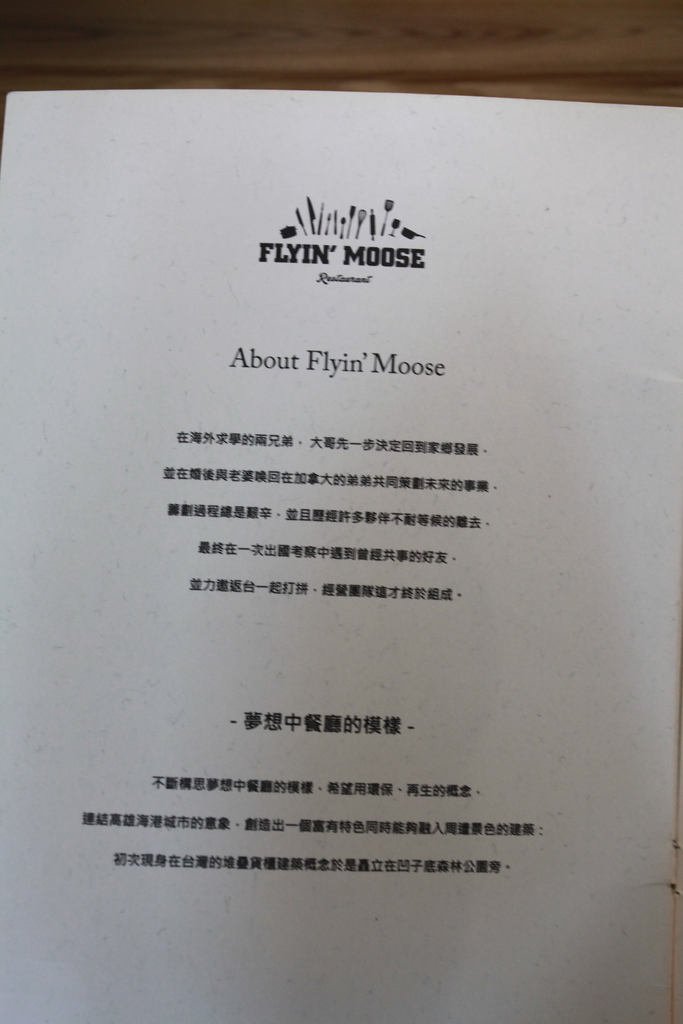 FLYIN' MOOSE
Restaurant
About Flyin' Moose
在海外求學的兩兄弟，大哥先一步決定回到家鄉發展，
並在婚後與老婆喚回在加拿大的弟弟共同策劃未來的事業，
籌劃過程總是艱辛，並且歷經許多夥伴不耐等候的離去，
最終在一次出國考察中遇到曾經共事的好友，
並力邀返台一起打拼，經營團隊這才終於組成。
- 夢想中餐廳的模樣 -
不斷構思夢想中餐廳的模樣，希望用環保、再生的概念，
連結高雄海港城市的意象，創造出一個富有特色同時能夠融入周遭景色的建築；
初次現身在台灣的堆疊貨櫃建築概念於是矗立在凹子底森林公園旁。